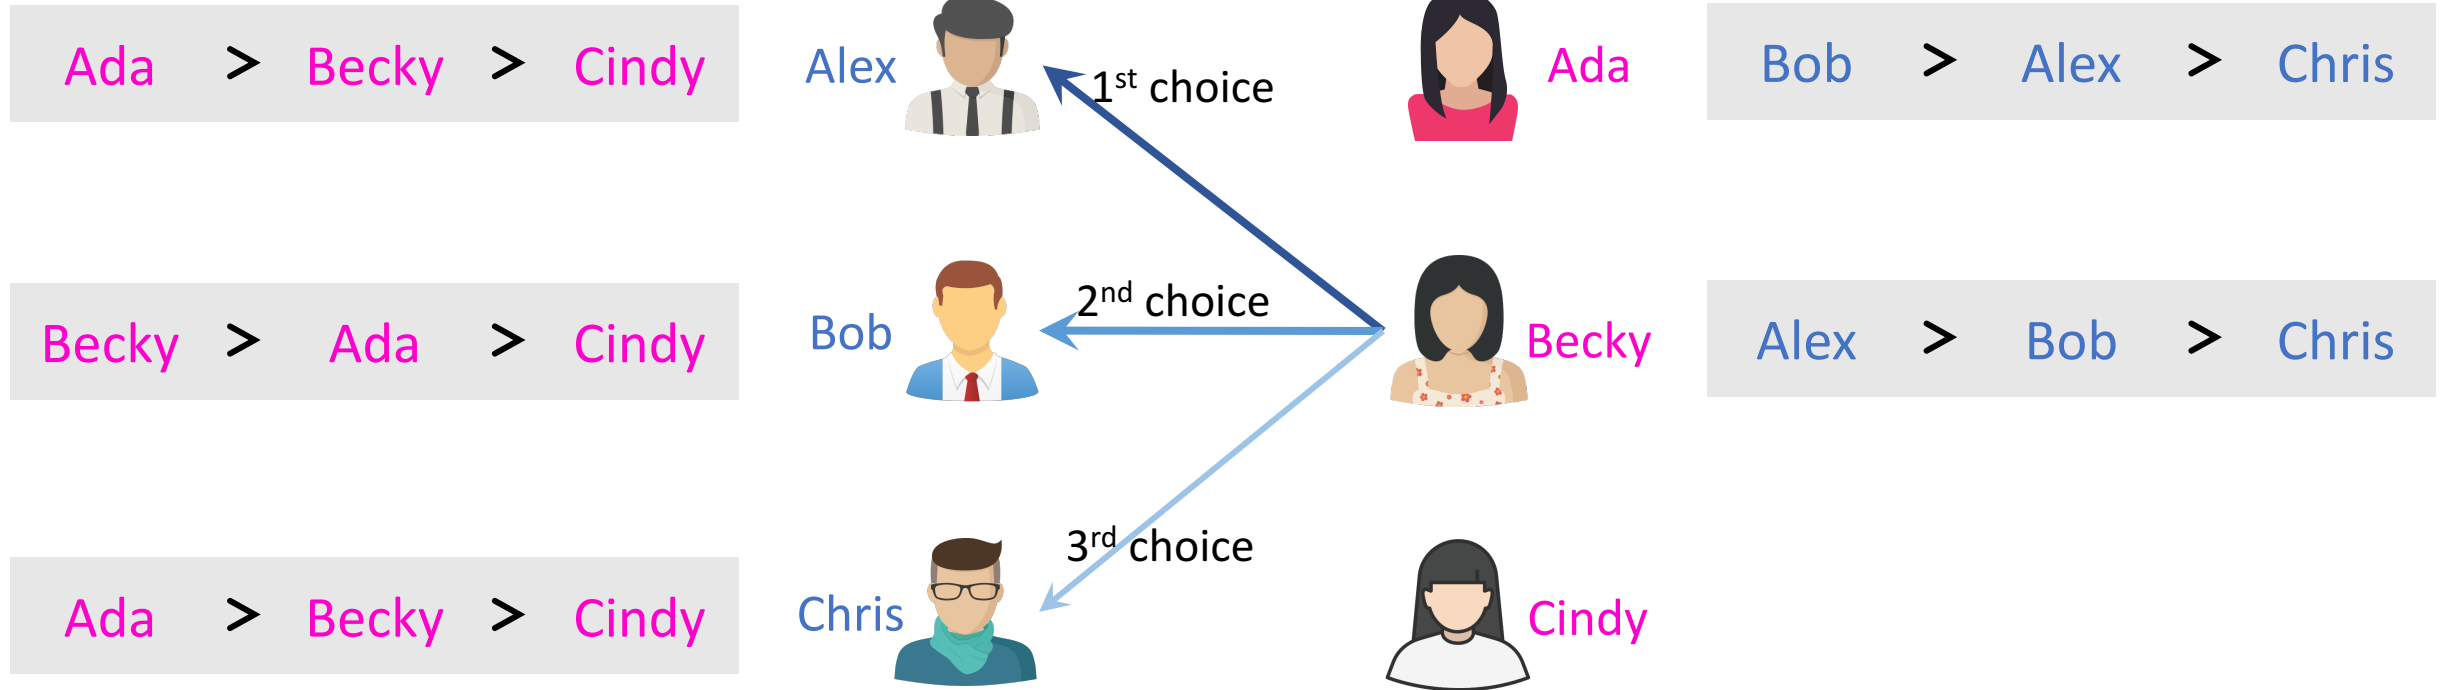 Ada > Becky > Cindy Alex 1st choice Ada Bob > Alex > Chris
Becky > Ada > Cindy Bob 2nd choice Becky Alex > Bob > Chris
Ada > Becky > Cindy Chris 3rd choice Cindy